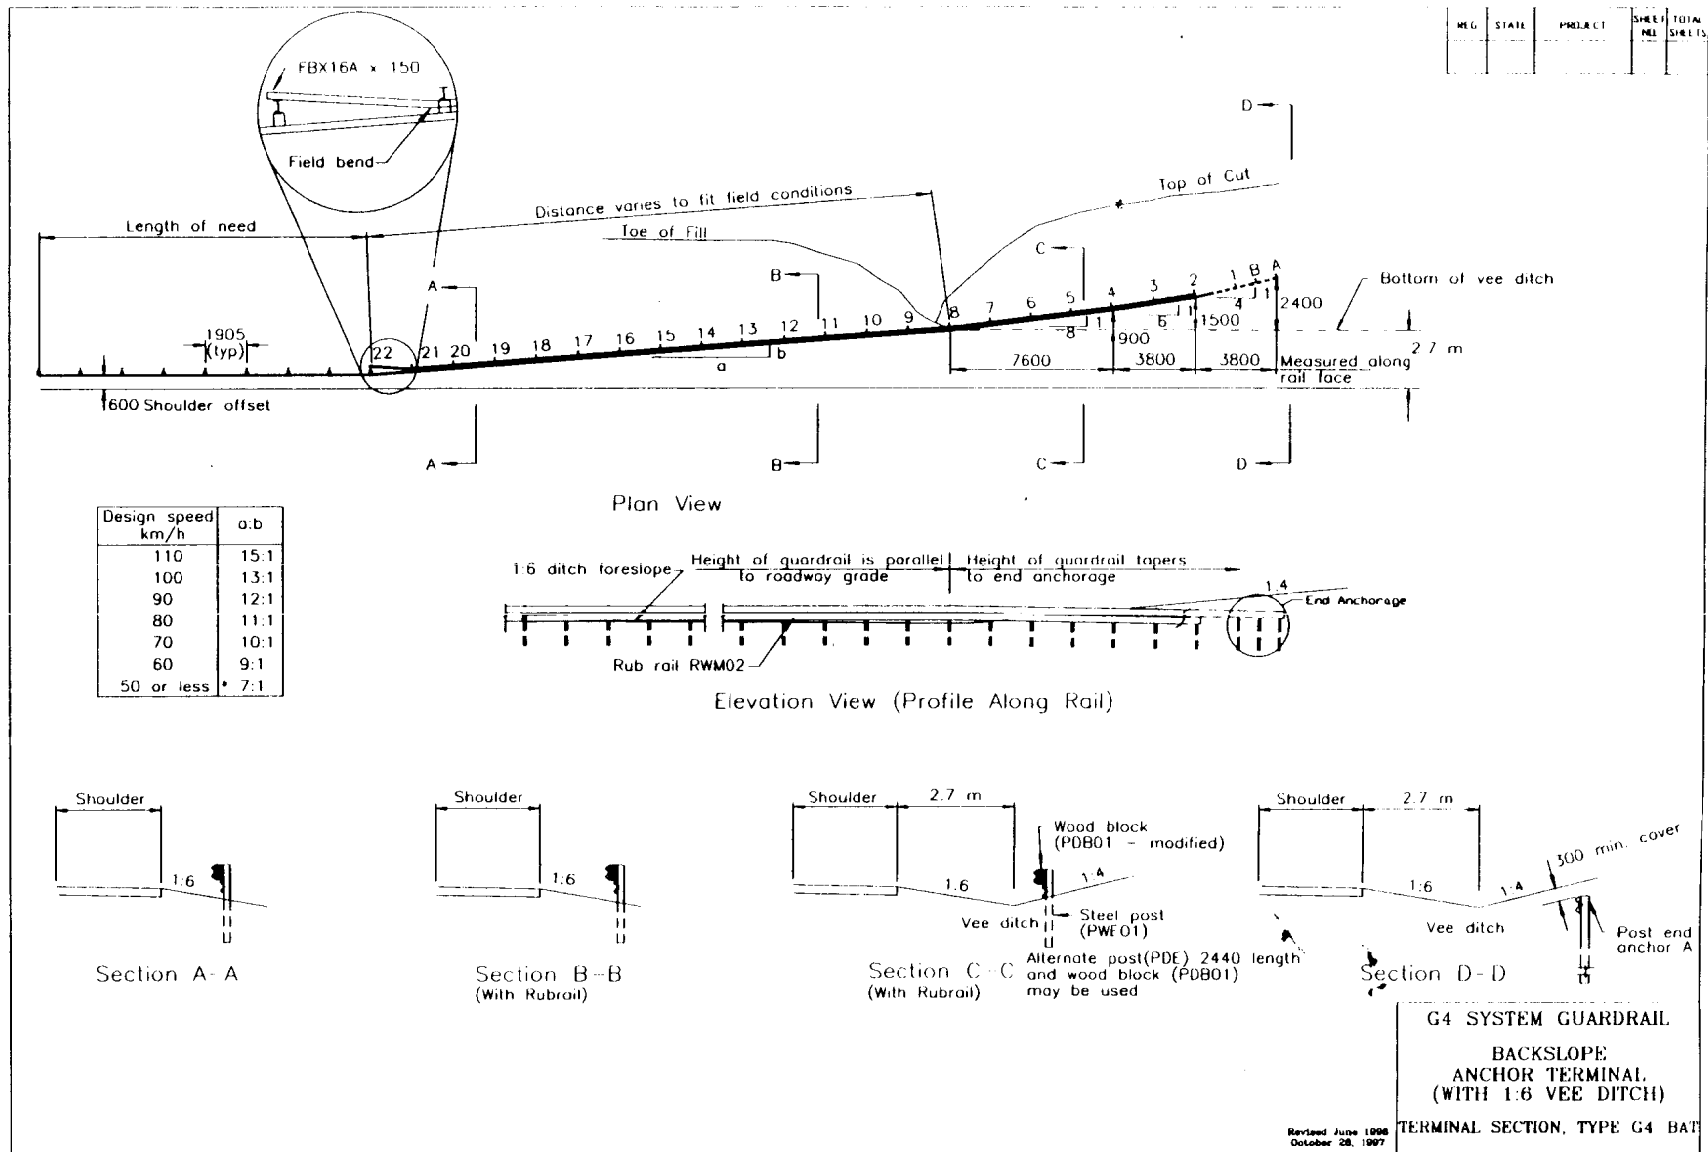 REG STATE PROJECT SHEET NO. TOTAL SHEETS
FBX16A x 150
Field bend
D
Top of Cut
Distance varies to fit field conditions
Length of need
Toe of Fill
C
B
A
1 B A
Bottom of vee ditch
2
3
4
5
6
7
8
9
10
11
12
13
14
15
16
17
18
19
20
21
22
1905
(typ)
a
b
8 1
6 1
4 1
900
1500
2400
2.7 m
7600
3800
3800
Measured along
rail face
600 Shoulder offset
A
B
C
D
Plan View
Design speed
km/h
a:b
110 15:1
100 13:1
90 12:1
80 11:1
70 10:1
60 9:1
50 or less 7:1
1:6 ditch foreslope
Height of guardrail is parallel
to roadway grade
Height of guardrail tapers
to end anchorage
1:4
End Anchorage
Rub rail RWM02
Elevation View (Profile Along Rail)
Shoulder
1:6
Section A-A
Shoulder
1:6
Section B-B
(With Rubrail)
Shoulder 2.7 m
Wood block
(PDB01 - modified)
1:6
1:4
Vee ditch
Steel post
(PWE01)
Alternate post(PDE) 2440 length
and wood block (PDB01)
may be used
Section C-C
(With Rubrail)
Shoulder 2.7 m
300 min. cover
1:6
1:4
Vee ditch
Post end
anchor A
Section D-D
G4 SYSTEM GUARDRAIL
BACKSLOPE
ANCHOR TERMINAL
(WITH 1:6 VEE DITCH)
TERMINAL SECTION, TYPE G4 BAT
Revised June 1998
October 28, 1997